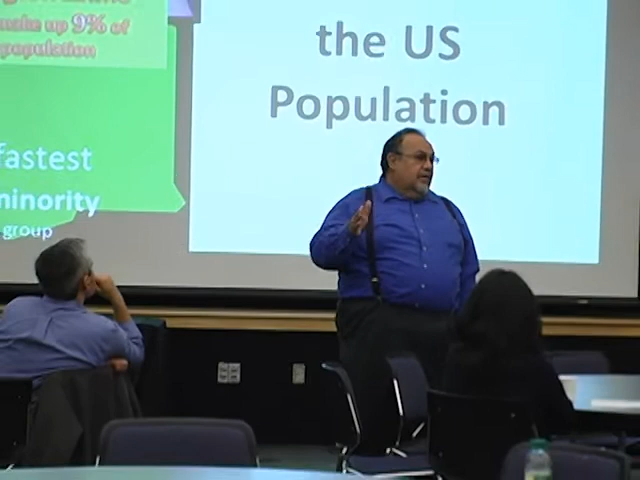 make up 9% of
population
the US
Population
fastest
minority
group